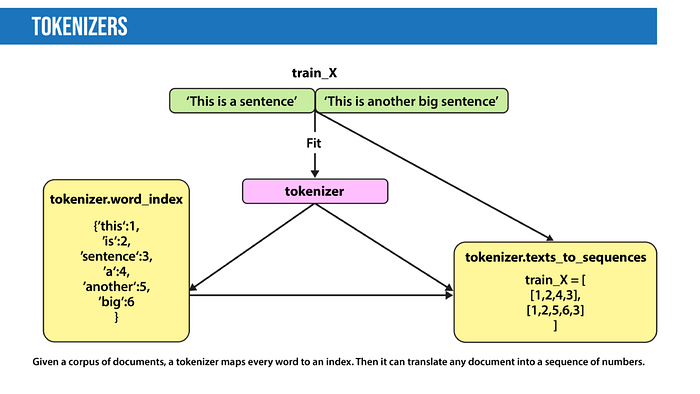 TOKENIZERS
train_X
‘This is a sentence’ ‘This is another big sentence’
Fit
tokenizer
tokenizer.word_index
{‘this‘:1,
‘is‘:2,
‘sentence‘:3,
‘a‘:4,
‘another‘:5,
‘big‘:6
}
tokenizer.texts_to_sequences
train_X = [
[1,2,4,3],
[1,2,5,6,3]
]
Given a corpus of documents, a tokenizer maps every word to an index. Then it can translate any document into a sequence of numbers.